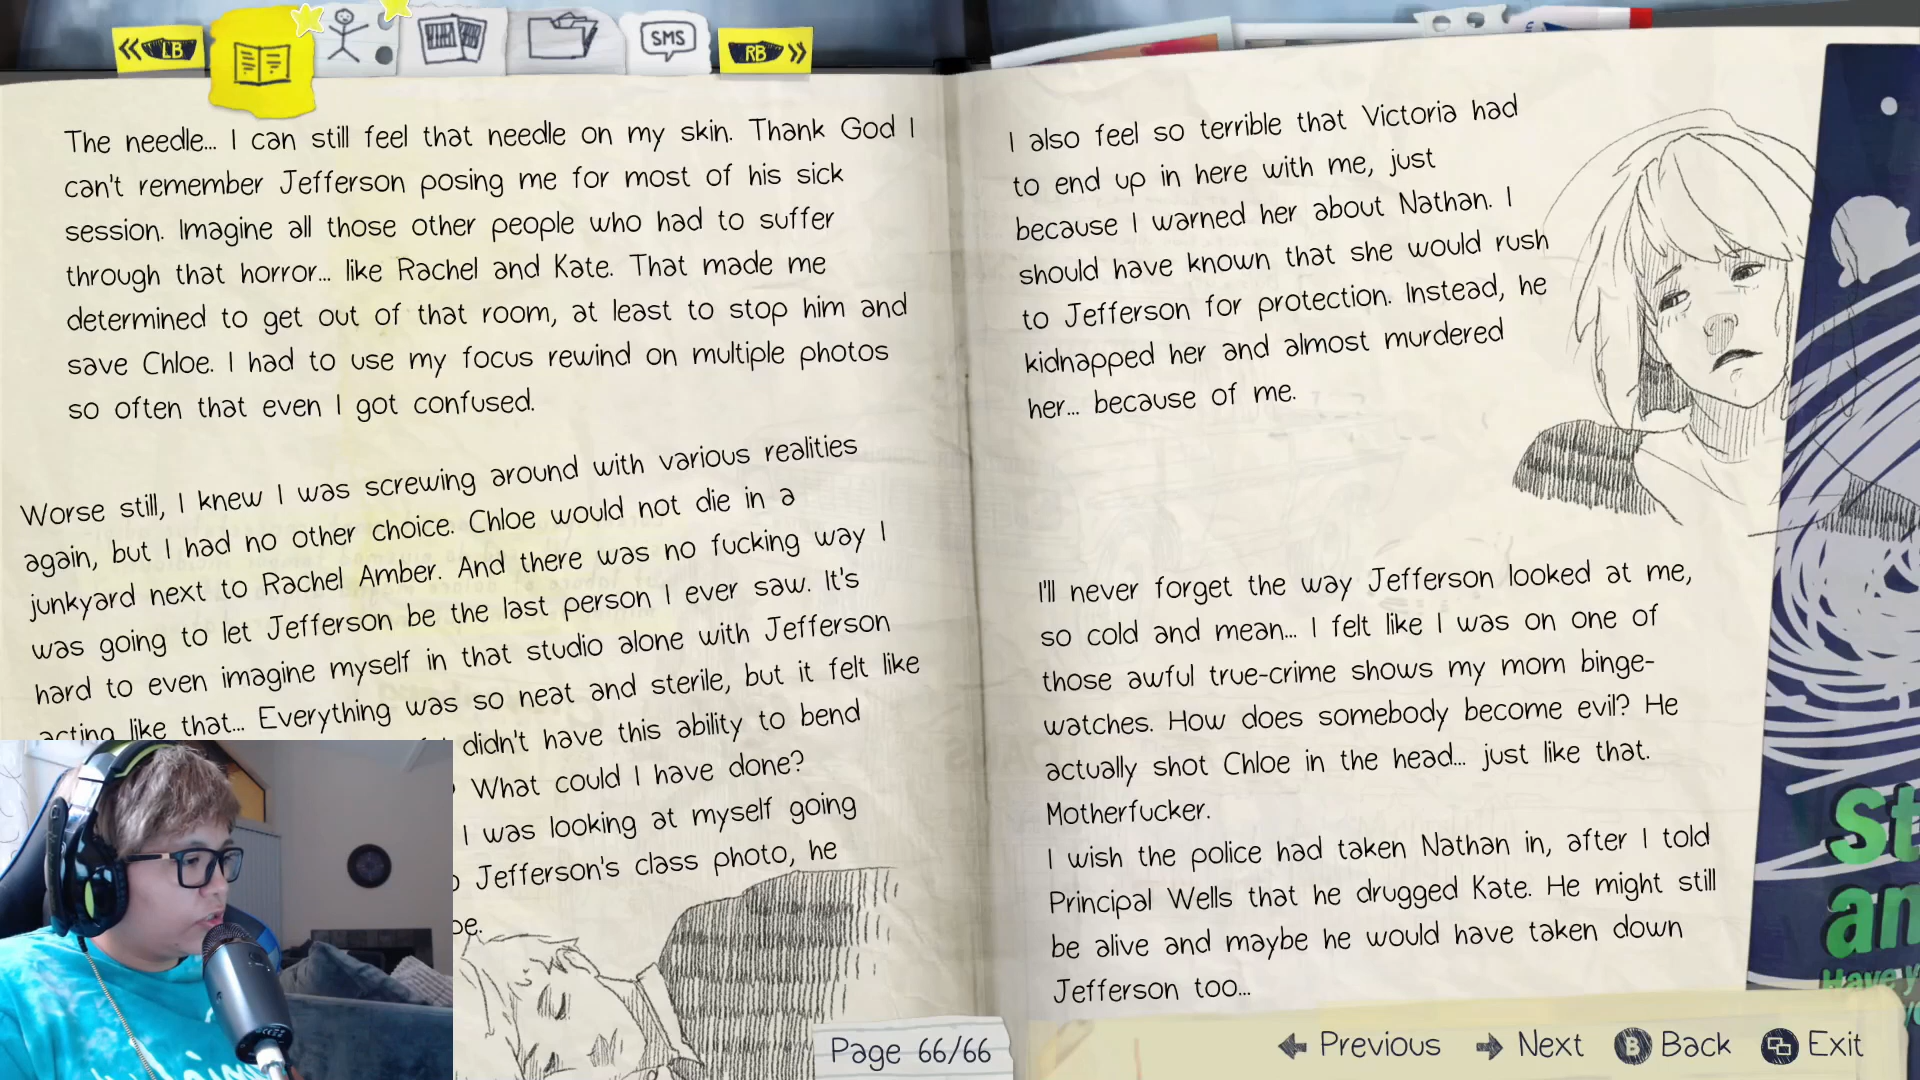 LB
SMS
RB
The needle... I can still feel that needle on my skin. Thank God I
can't remember Jefferson posing me for most of his sick
session. Imagine all those other people who had to suffer
through that horror... like Rachel and Kate. That made me
determined to get out of that room, at least to stop him and
save Chloe. I had to use my focus rewind on multiple photos
so often that even I got confused.
Worse still, I knew I was screwing around with various realities
again, but I had no other choice. Chloe would not die in a
junkyard next to Rachel Amber. And there was no fucking way I
was going to let Jefferson be the last person I ever saw. It's
hard to even imagine myself in that studio alone with Jefferson
acting like that... Everything was so neat and sterile, but it felt like
didn't have this ability to bend
What could I have done?
I was looking at myself going
Jefferson's class photo, he
Page 66/66
I also feel so terrible that Victoria had
to end up in here with me, just
because I warned her about Nathan. I
should have known that she would rush
to Jefferson for protection. Instead, he
kidnapped her and almost murdered
her... because of me.
I'll never forget the way Jefferson looked at me,
so cold and mean... I felt like I was on one of
those awful true-crime shows my mom binge-
watches. How does somebody become evil? He
actually shot Chloe in the head... just like that.
Motherfucker.
I wish the police had taken Nathan in, after I told
Principal Wells that he drugged Kate. He might still
be alive and maybe he would have taken down
Jefferson too...
St
an
Have y
Previous
Next
B Back
Exit